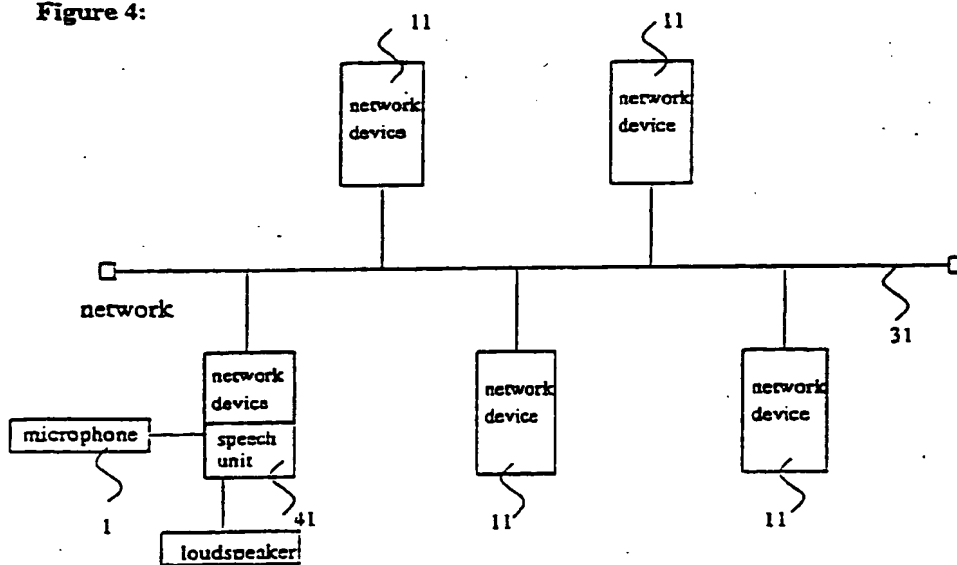 Figure 4:
11
11
network
device
network
device
network
31
network
device
microphone
speech
unit
network
device
network
device
1
41
11
11
loudspeaker